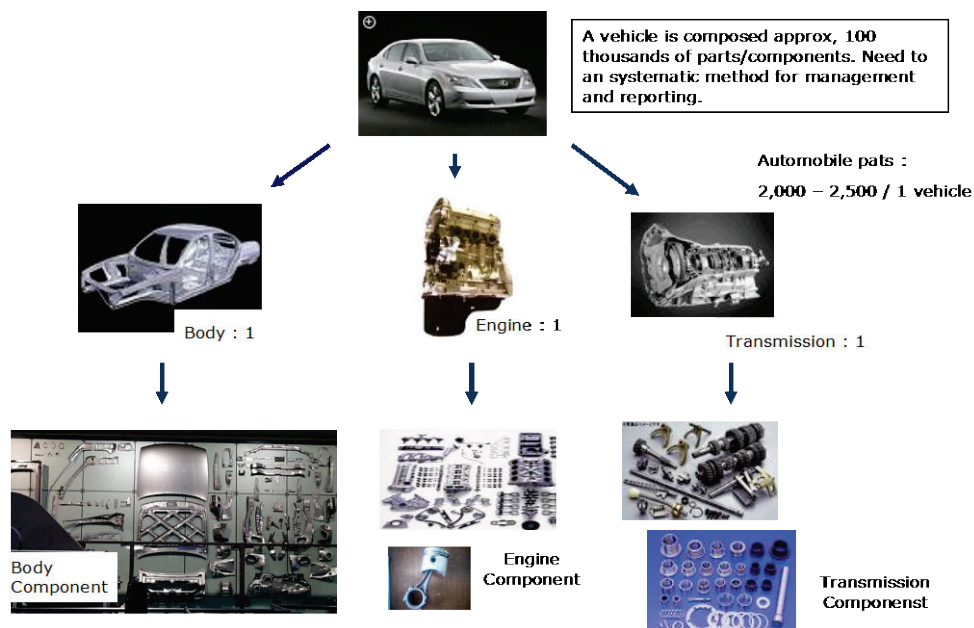 A vehicle is composed approx, 100
thousands of parts/components. Need to
an systematic method for management
and reporting.
Automobile pats :
2,000 – 2,500 / 1 vehicle
Body : 1
Engine : 1
Transmission : 1
Body
Component
Engine
Component
Transmission
Componenst